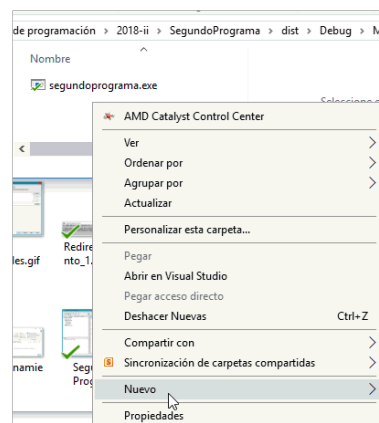 de programación > 2018-ii > SegundoPrograma > dist > Debug > M
Nombre
segundoprograma.exe
Seleccione
AMD Catalyst Control Center
Ver
Ordenar por
Agrupar por
Actualizar
Personalizar esta carpeta...
Pegar
Abrir en Visual Studio
Pegar acceso directo
Deshacer Nuevas Ctrl+Z
Compartir con
Sincronización de carpetas compartidas
Nuevo
Propiedades
Redire
les.gif
nto_1.
namie
Segu
Prog